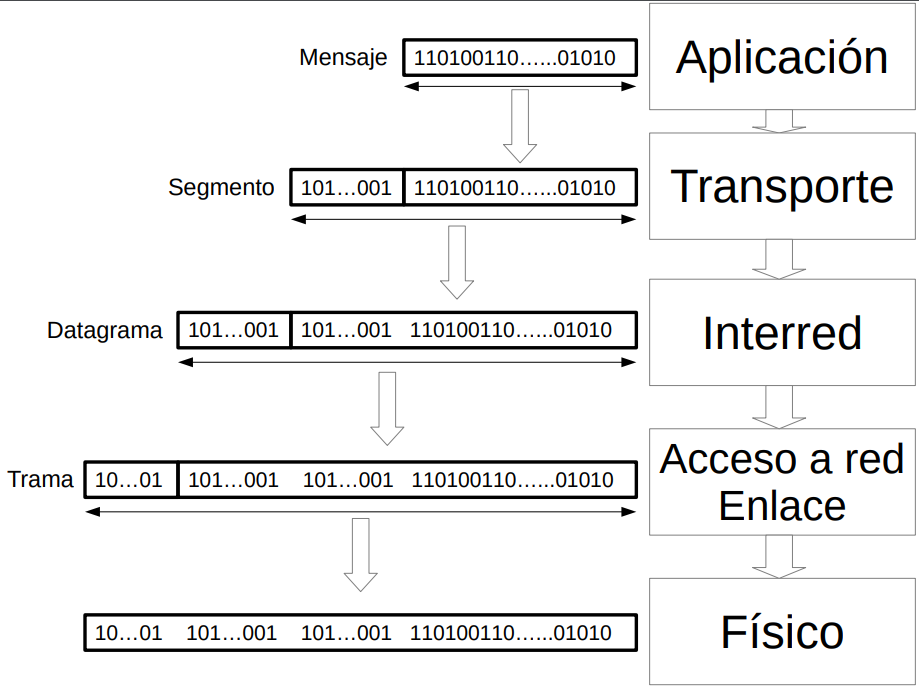 Mensaje 110100110…...01010 Aplicación
Segmento 101…001 110100110…...01010 Transporte
Datagrama 101…001 101…001 110100110…...01010 Interred
Trama 10…01 101…001 101…001 110100110…...01010 Acceso a red
Enlace
10…01 101…001 101…001 110100110…...01010 Físico